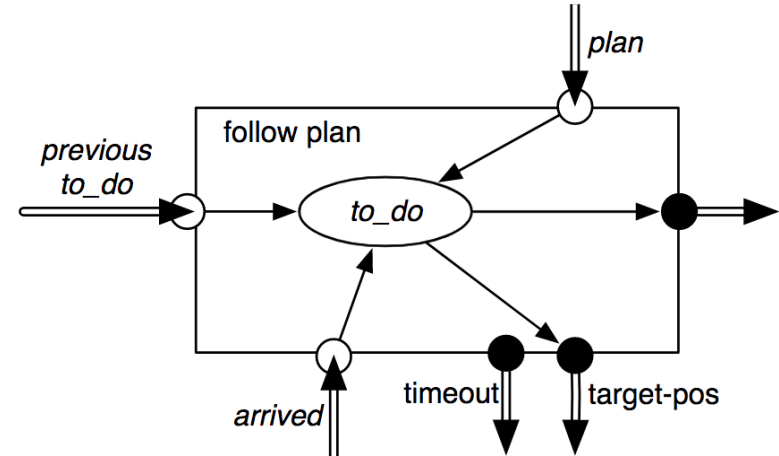 plan
follow plan
previous
to_do
to_do
timeout
target-pos
arrived